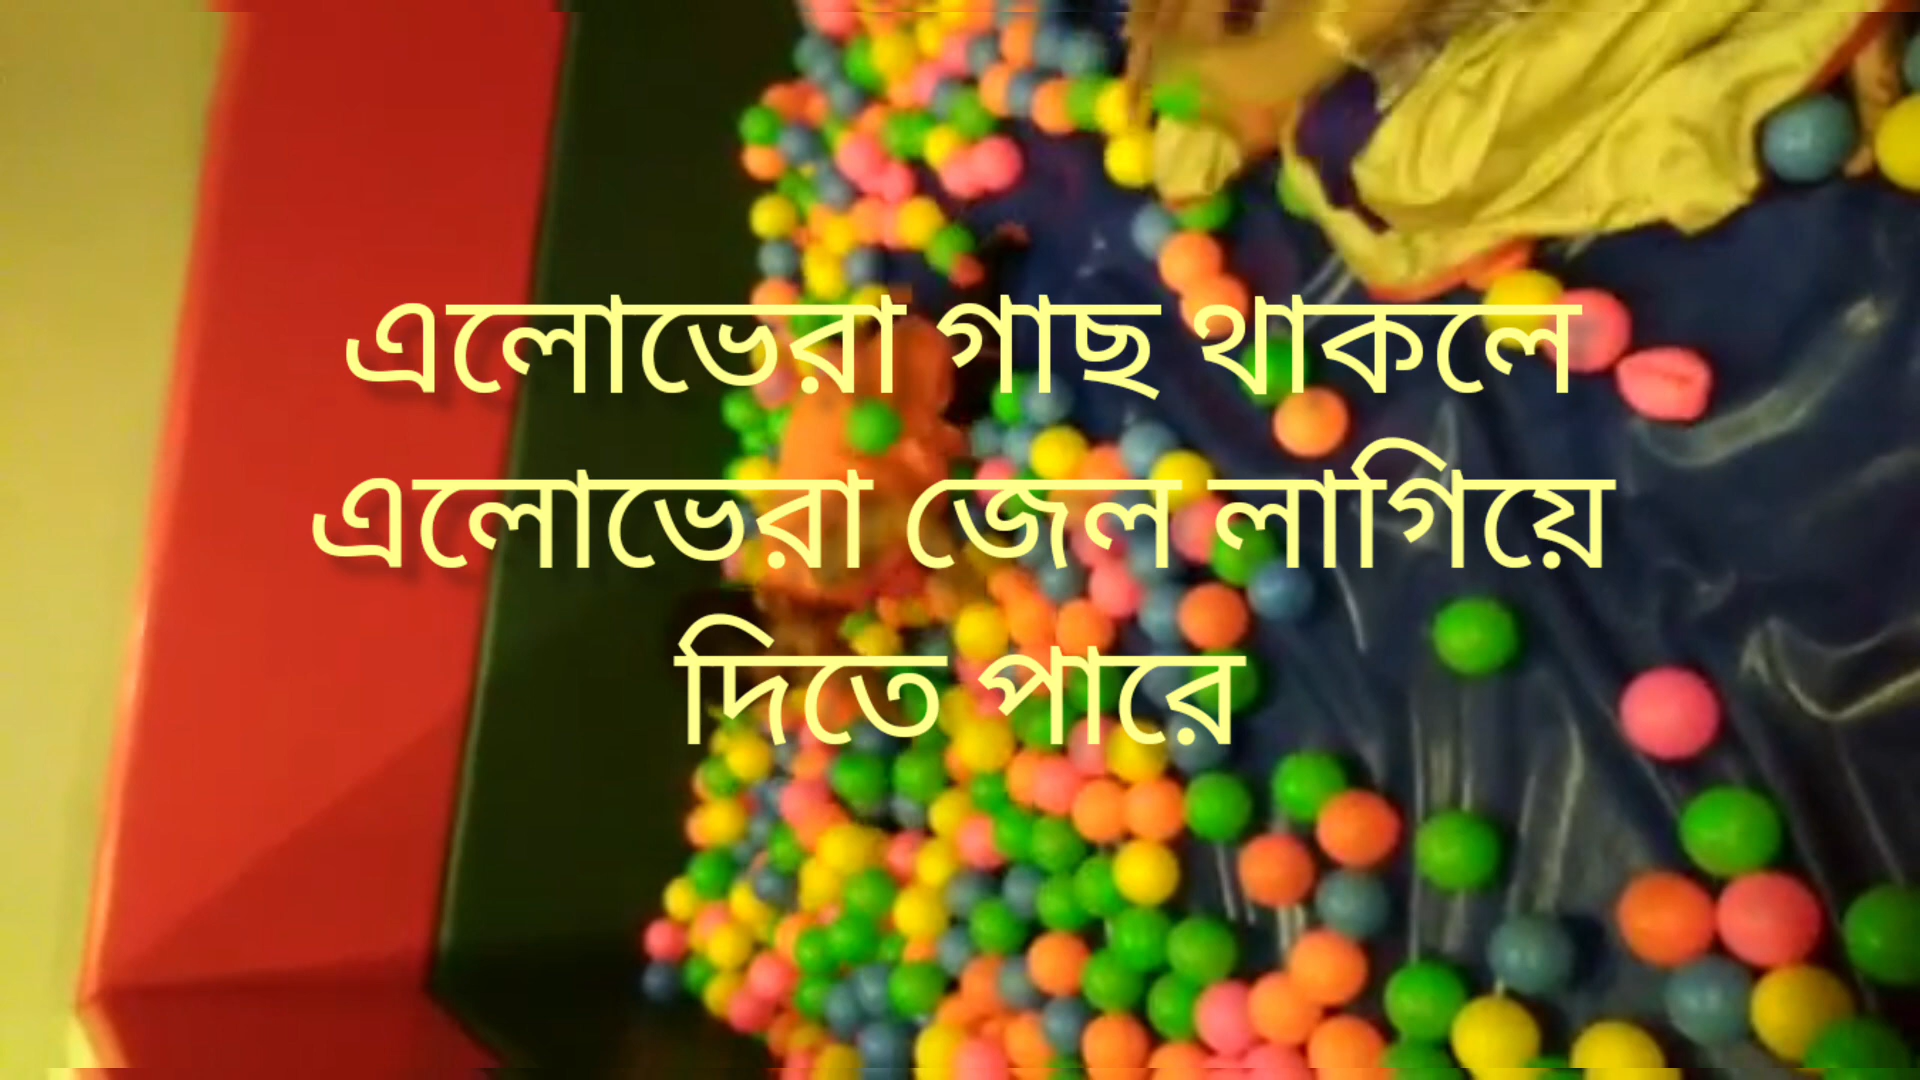 এলোভেরা গাছ থাকলে
এলোভেরা জেল লাগিয়ে
দিতে পারে